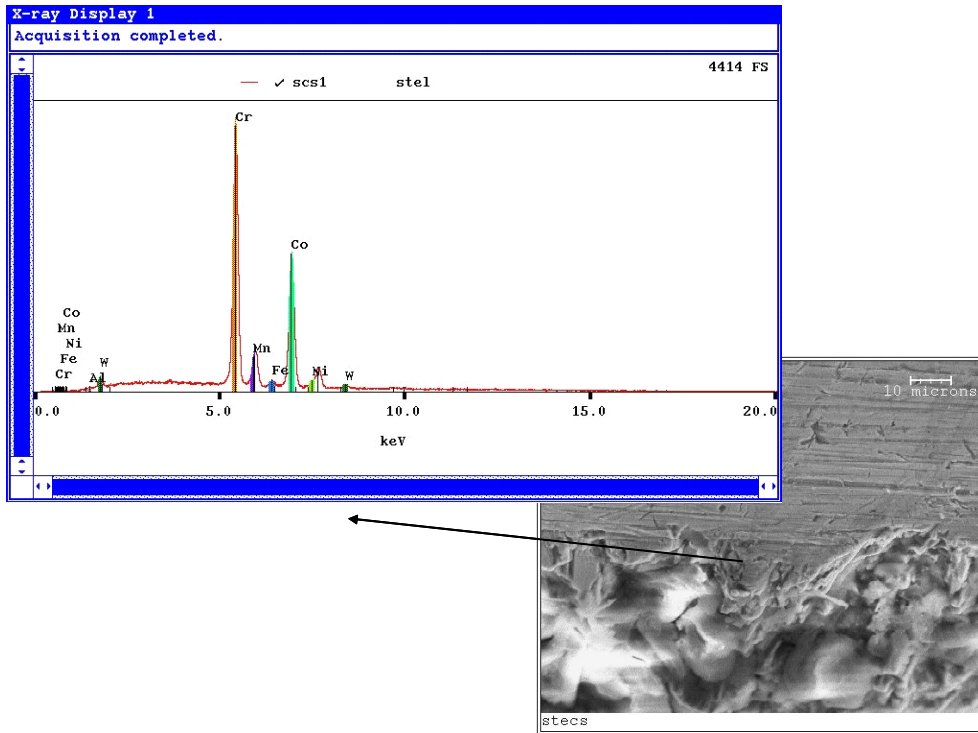 X-ray Display 1
Acquisition completed.
4414 FS
✓ scs1 stel
Cr
Co
Co
Mn
Ni
Fe
Cr
W
Al
Mn
Fe
Ni
W
0.0 5.0 10.0 15.0 20.0
keV
10 microns
stecs